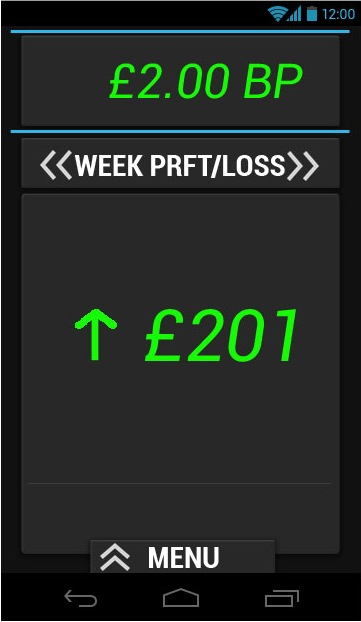 12:00
£2.00 BP
WEEK PRFT/LOSS
£201
MENU